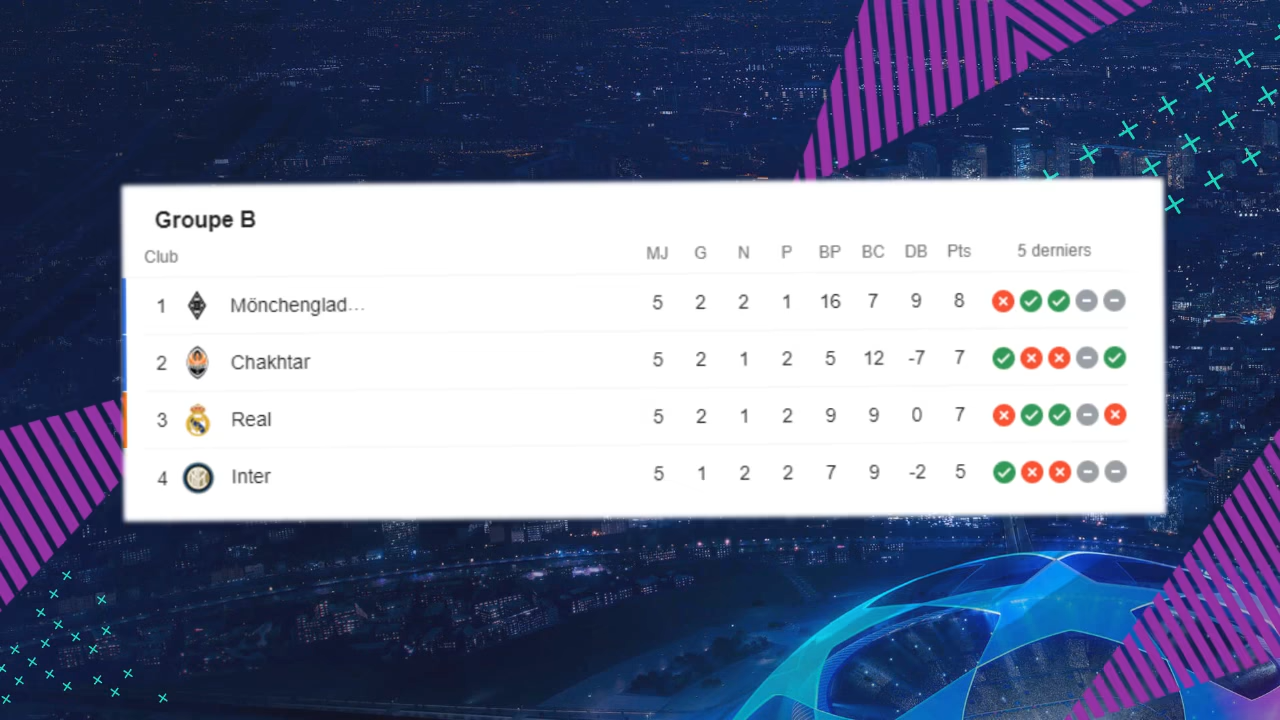 Groupe B
Club MJ G N P BP BC DB Pts 5 derniers
1 Mönchenglad... 5 2 2 1 16 7 9 8
2 Chakhtar 5 2 1 2 5 12 -7 7
3 Real 5 2 1 2 9 9 0 7
4 Inter 5 1 2 2 7 9 -2 5